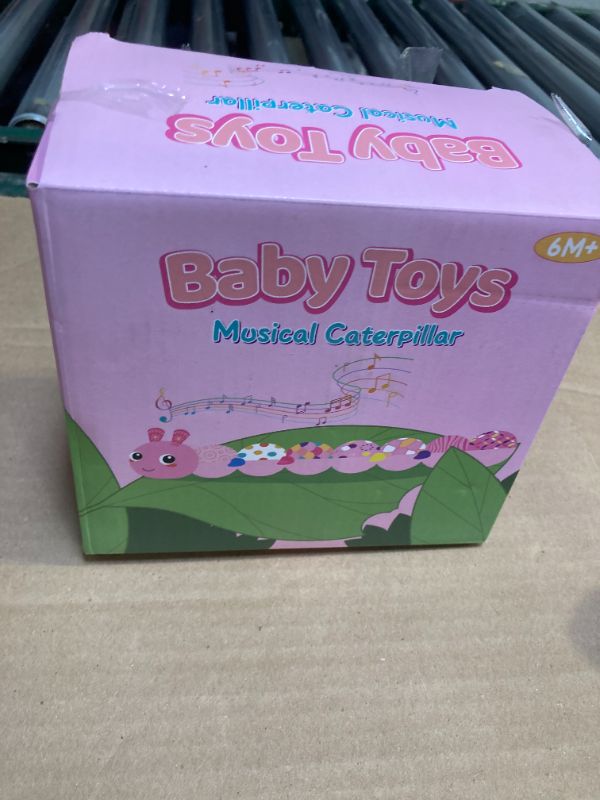 Musical Caterpillar
Baby Toys
6M+
Baby Toys
Musical Caterpillar